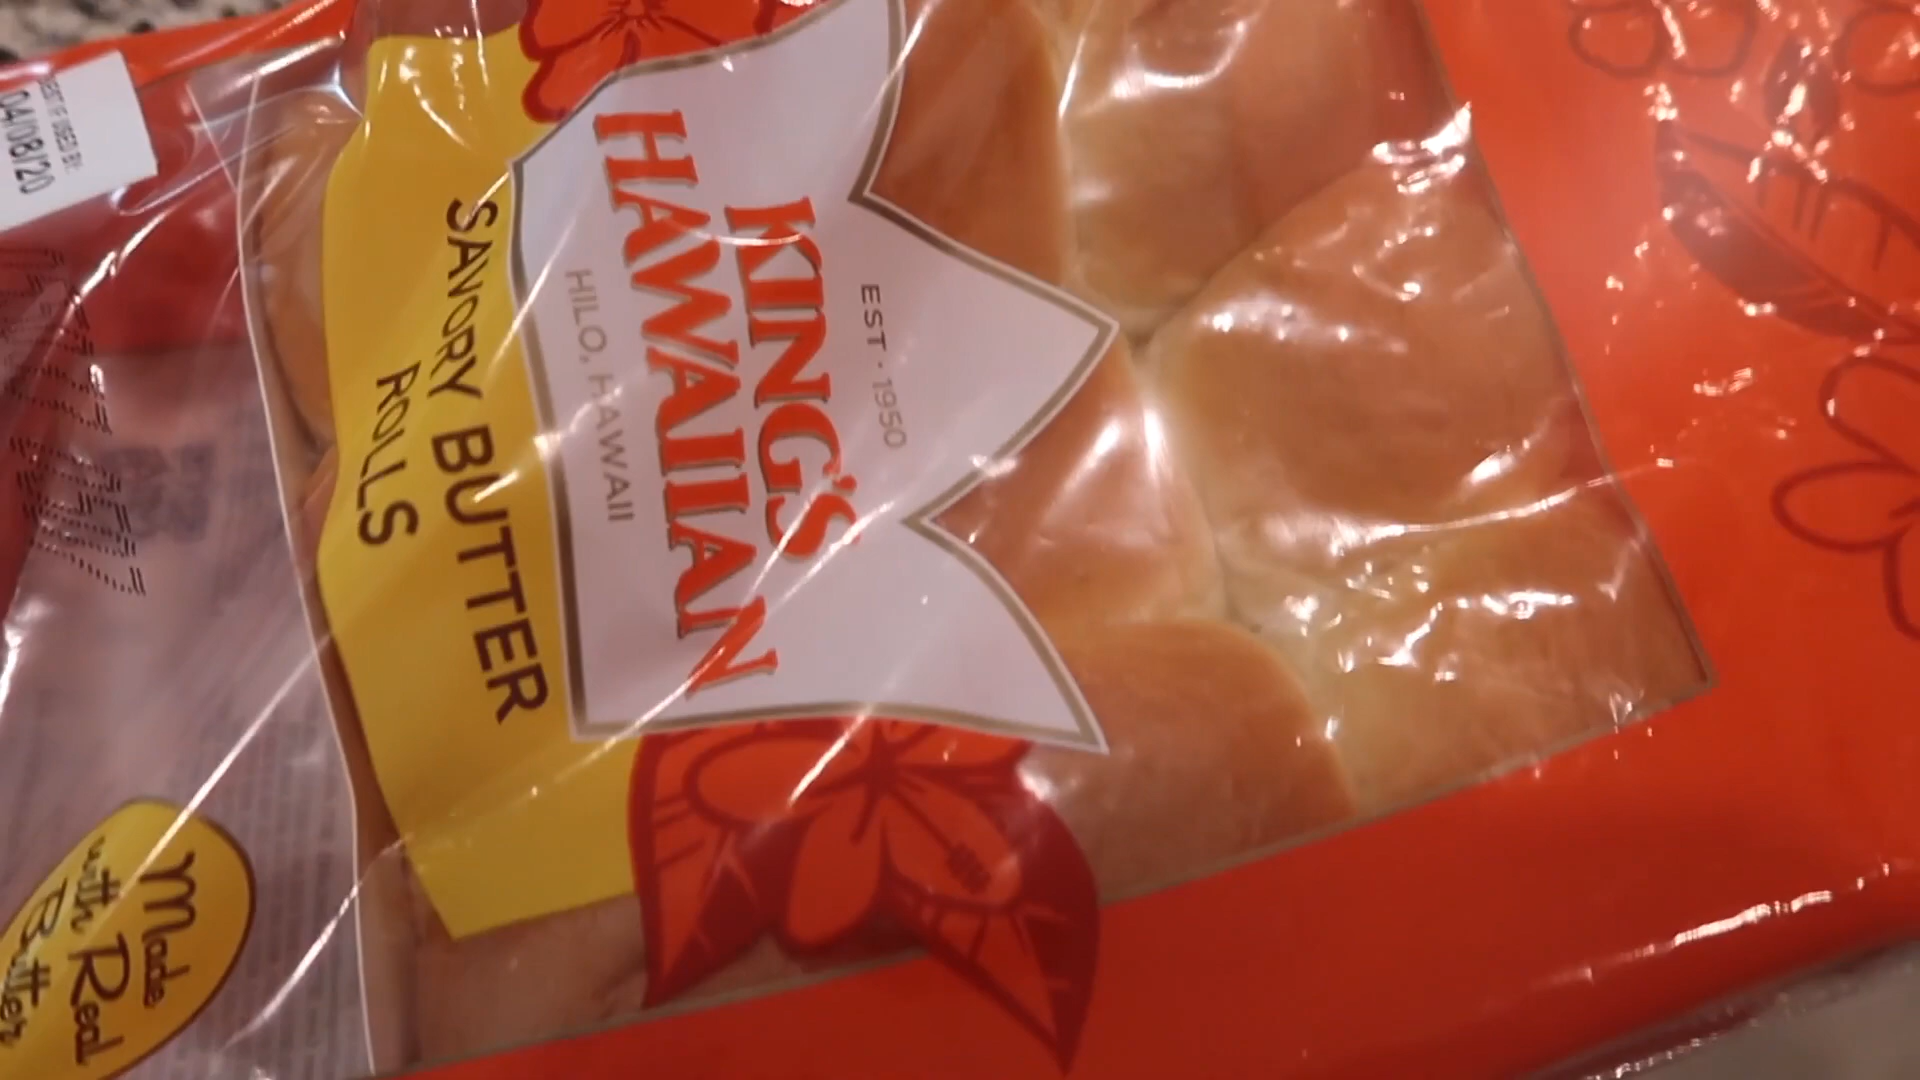 EST · 1950
KING'S
HAWAIIAN
HILO, HAWAII
SAVORY BUTTER
ROLLS
BEST IF USED BY:
04/08/20
Made
with Real
Butter